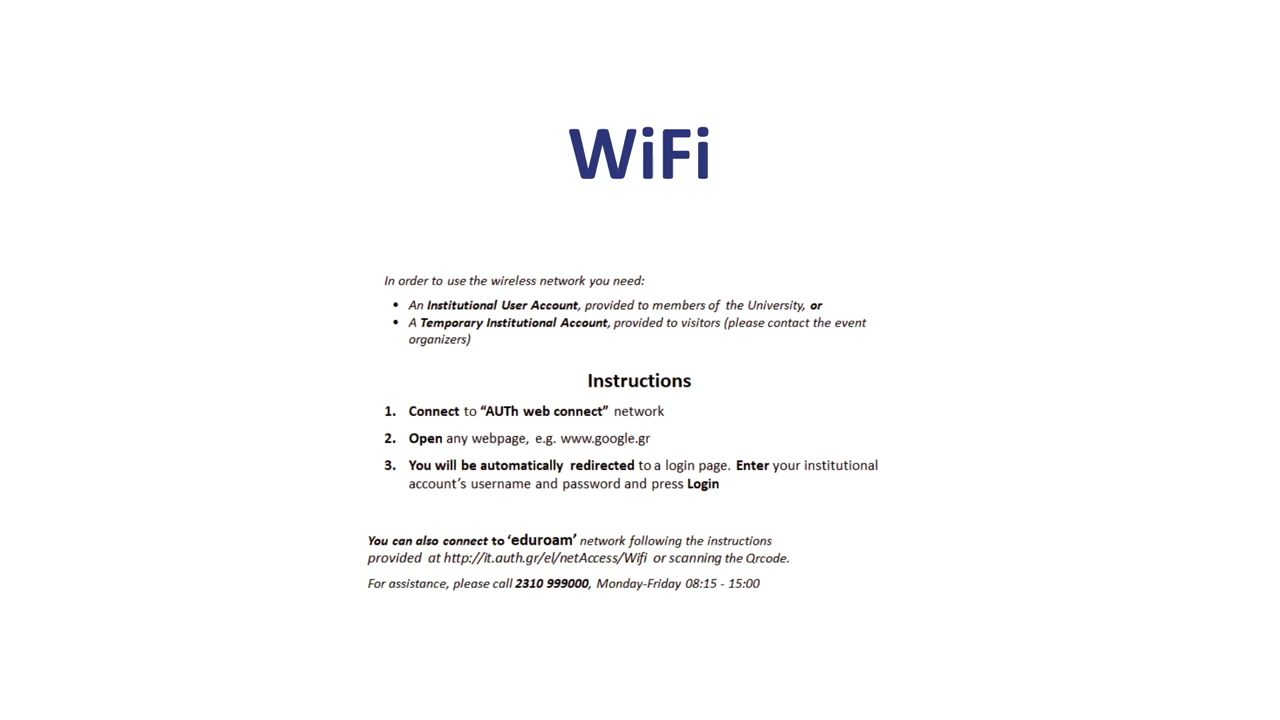 WiFi
In order to use the wireless network you need:
• An Institutional User Account, provided to members of the University, or
• A Temporary Institutional Account, provided to visitors (please contact the event
organizers)
Instructions
1. Connect to “AUTh web connect” network
2. Open any webpage, e.g. www.google.gr
3. You will be automatically redirected to a login page. Enter your institutional
account’s username and password and press Login
You can also connect to ‘eduroam’ network following the instructions
provided at http://it.auth.gr/el/netAccess/Wifi or scanning the Qrcode.
For assistance, please call 2310 999000, Monday-Friday 08:15 - 15:00